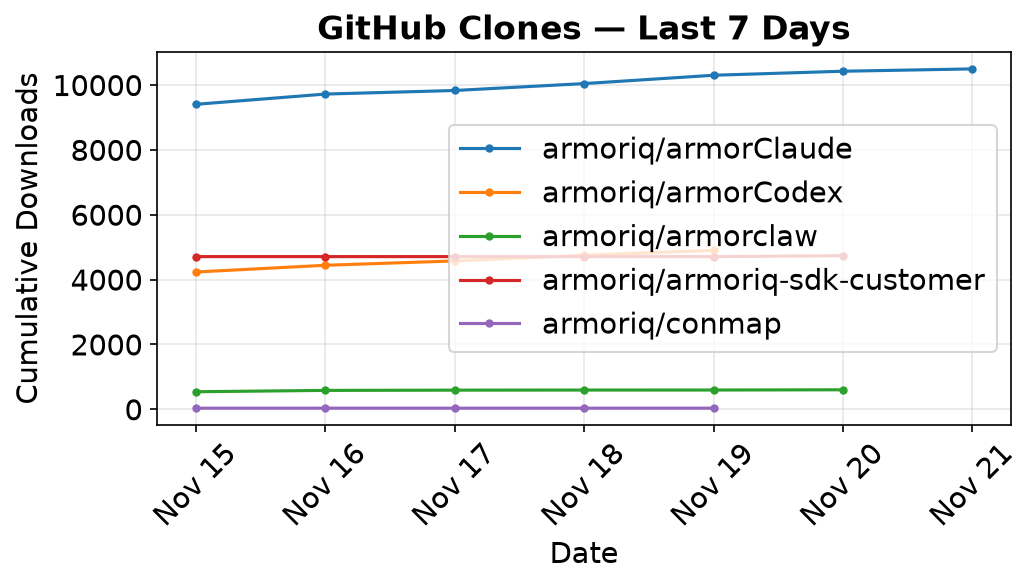 GitHub Clones — Last 7 Days
Cumulative Downloads
10000
8000
6000
4000
2000
0
armoriq/armorClaude
armoriq/armorCodex
armoriq/armorclaw
armoriq/armoriq-sdk-customer
armoriq/conmap
Nov 15
Nov 16
Nov 17
Nov 18
Nov 19
Nov 20
Nov 21
Date